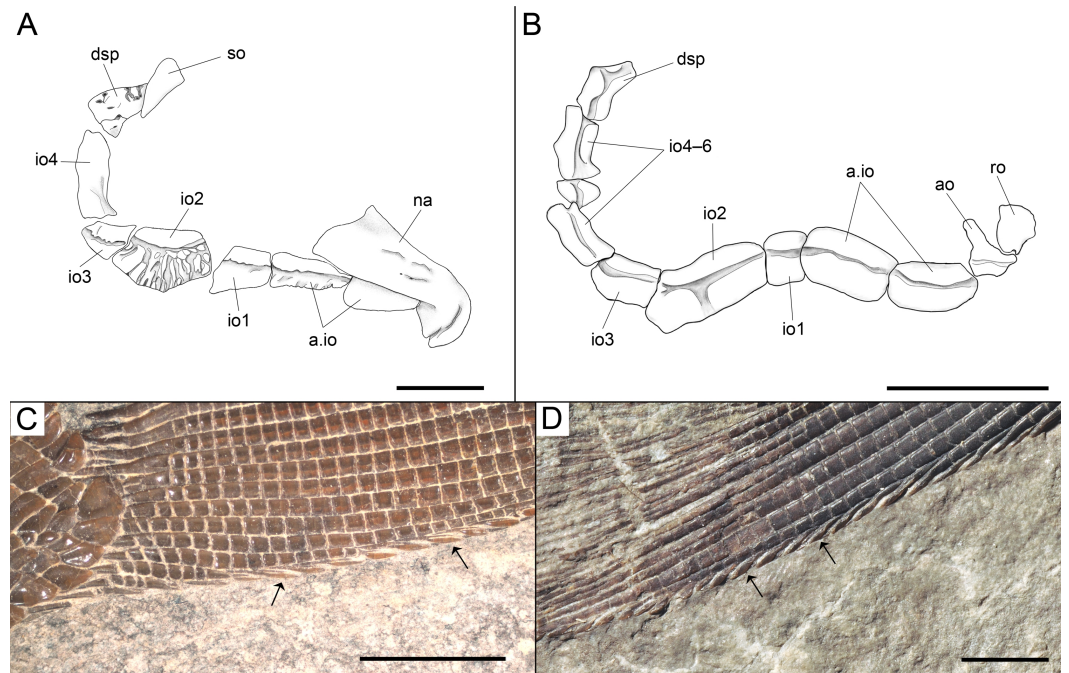 A
dsp
so
io4
io2
na
io3
io1
a.io
B
dsp
io4–6
a.io
ro
ao
io2
io1
io3
C
D